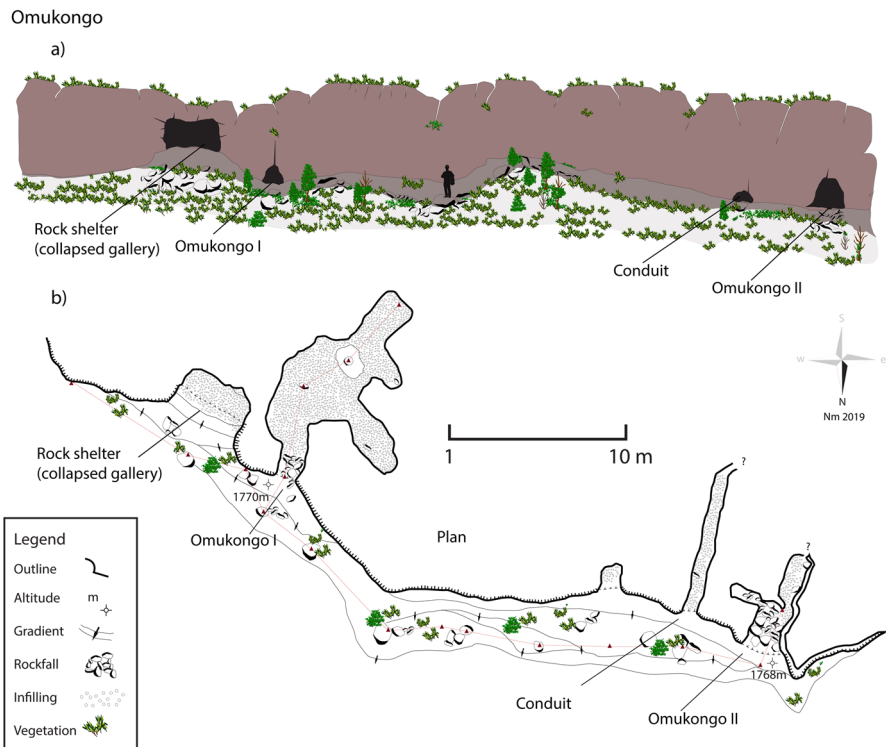 Omukongo
a)
Rock shelter
(collapsed gallery)
Omukongo I
Conduit
Omukongo II
b)
S
w
e
N
Nm 2019
Rock shelter
(collapsed gallery)
1770m
Omukongo I
1
10 m
Plan
?
?
Conduit
Omukongo II
1768m
Legend
Outline
Altitude
m
Gradient
Rockfall
Infilling
Vegetation